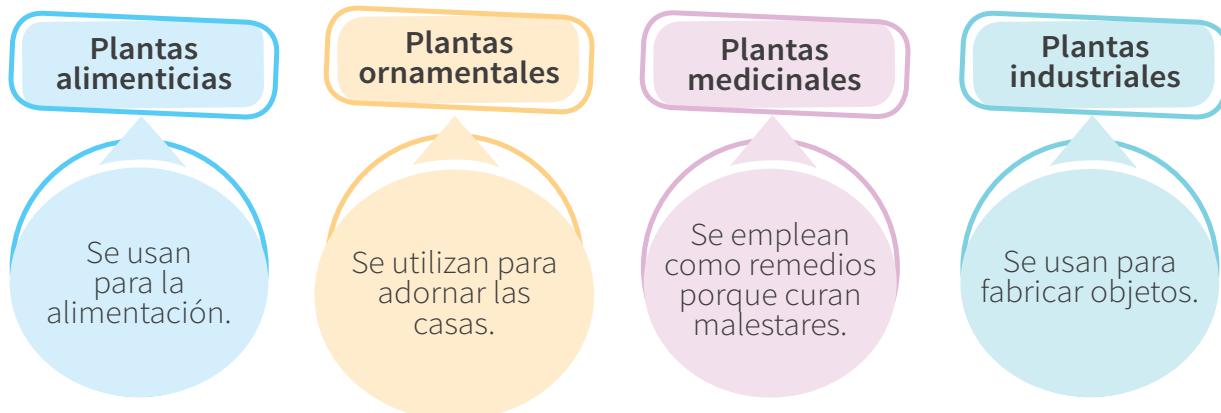 Plantas
alimenticias
Se usan
para la
alimentación.
Plantas
ornamentales
Se utilizan para
adornar las
casas.
Plantas
medicinales
Se emplean
como remedios
porque curan
malestares.
Plantas
industriales
Se usan para
fabricar objetos.